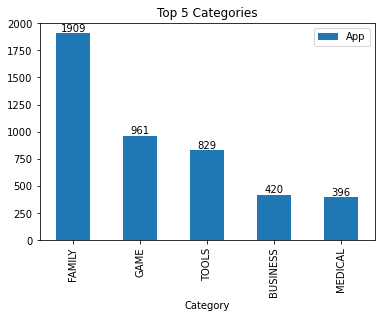 Top 5 Categories
App
2000
1750
1500
1250
1000
750
500
250
0
1909
961
829
420
396
FAMILY
GAME
TOOLS
BUSINESS
MEDICAL
Category